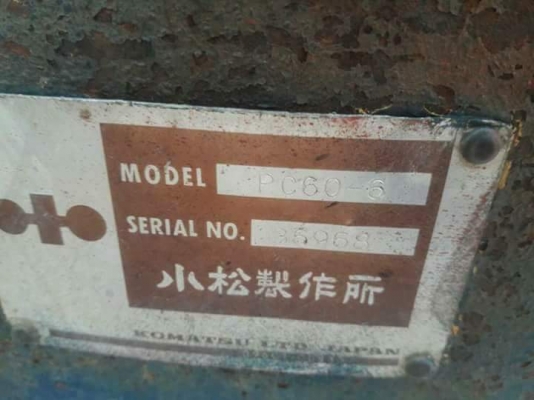 MODEL PC60-6
SERIAL NO.
小松製作所
KOMATSU LTD. JAPAN